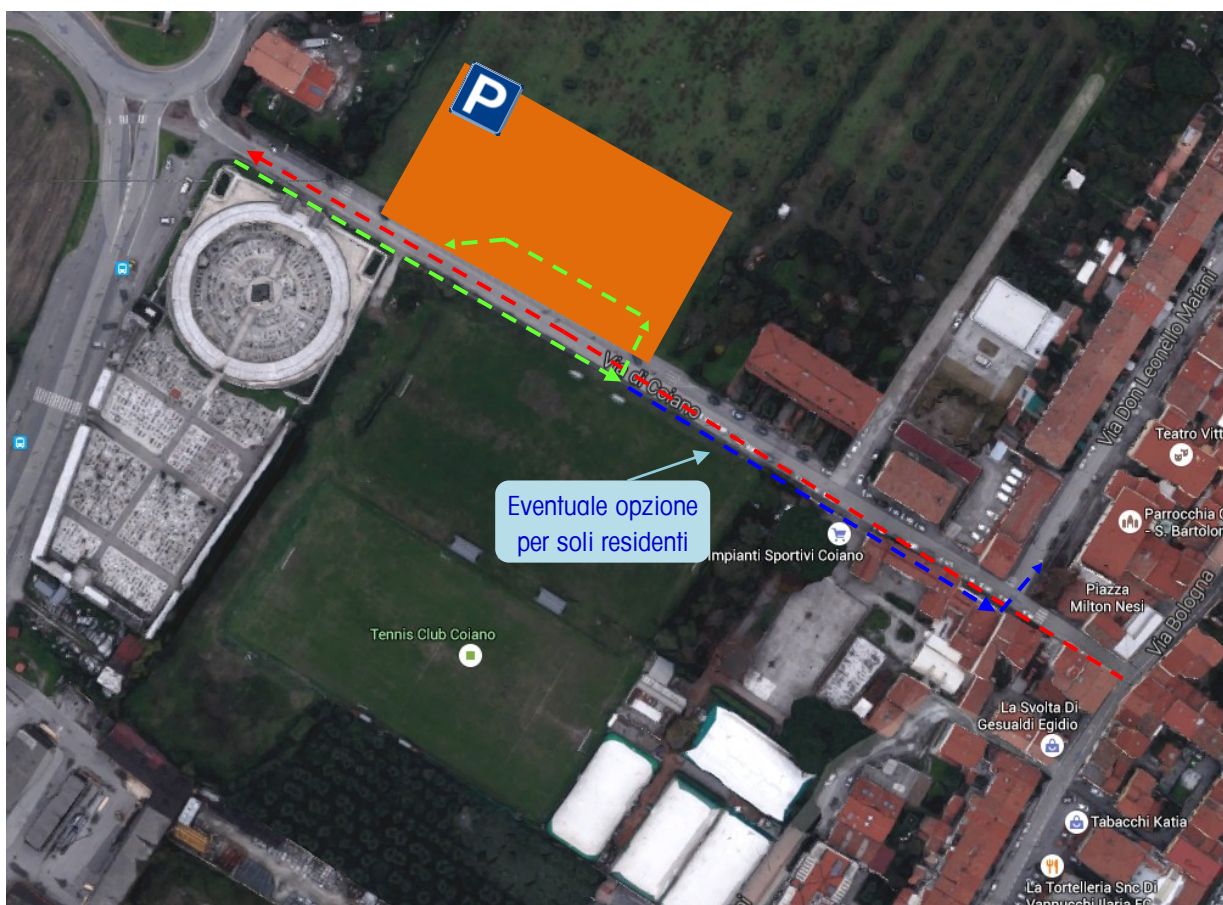 P
Via di Coiano
Via Don Leonello Maiani
Teatro Vitt
Eventuale opzione
per soli residenti
Parrocchia
- S. Bartolor
Impianti Sportivi Coiano
Piazza
Milton Nesi
Via Bologna
Tennis Club Coiano
La Svolta Di
Gesualdi Egidio
Tabacchi Katia
La Tortelleria Snc Di
Vannucchi Ilaria EC